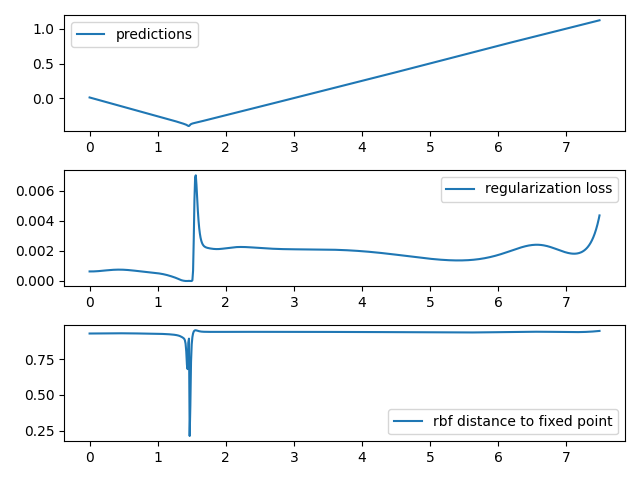 predictions
1.0
0.5
0.0
0 1 2 3 4 5 6 7
regularization loss
0.006
0.004
0.002
0.000
0 1 2 3 4 5 6 7
0.75
0.50
0.25
rbf distance to fixed point
0 1 2 3 4 5 6 7